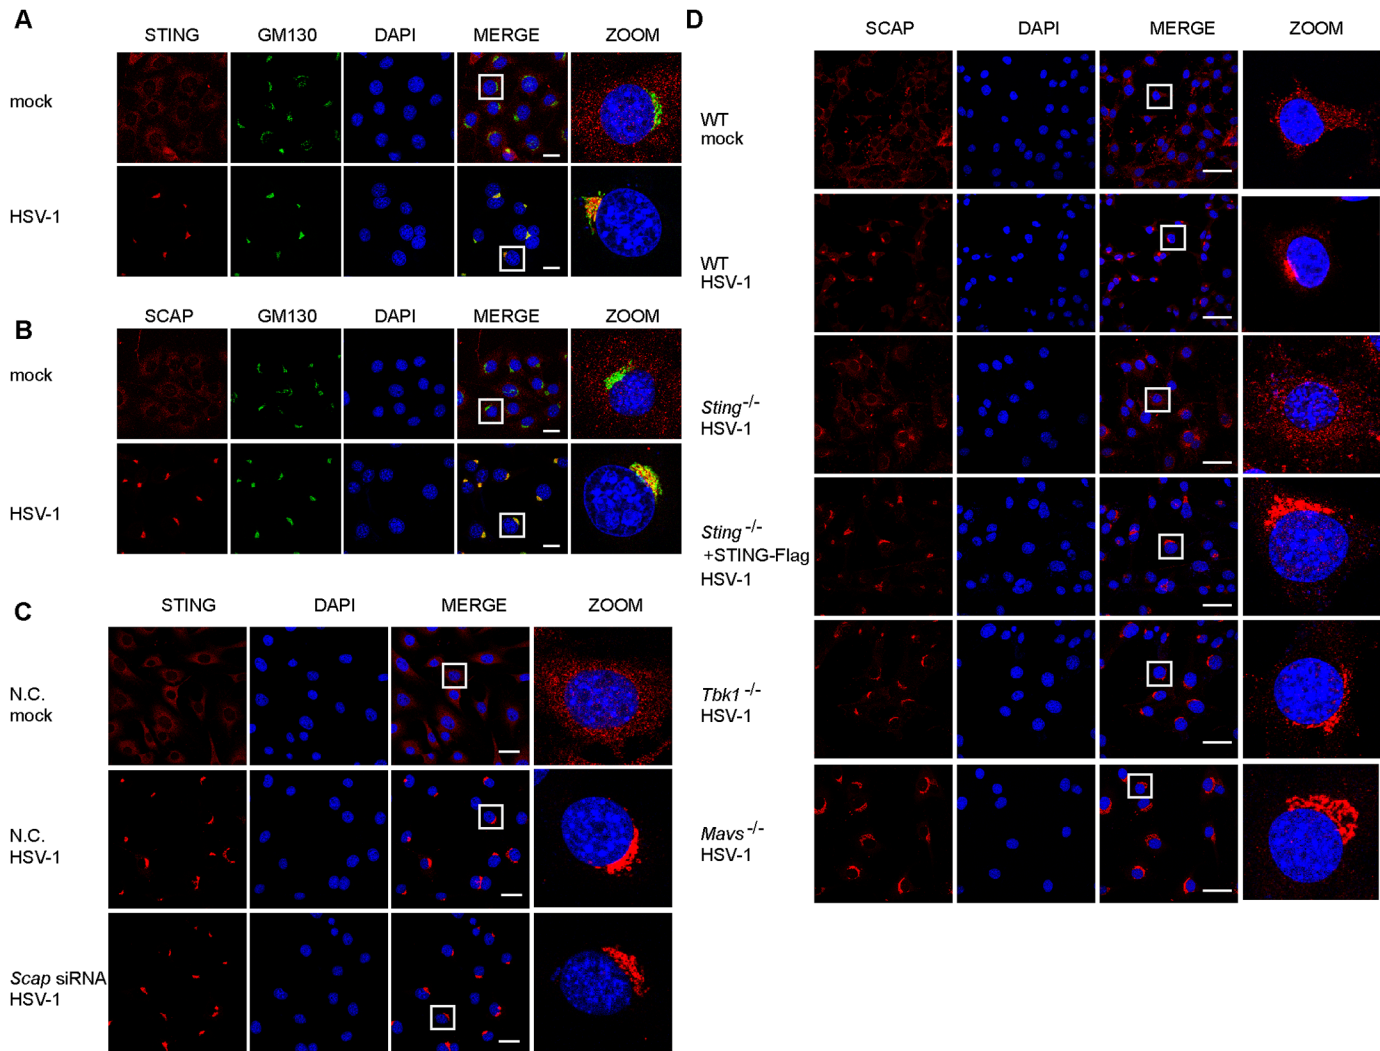 A
STING GM130 DAPI MERGE ZOOM
mock
HSV-1
B
SCAP GM130 DAPI MERGE ZOOM
mock
HSV-1
C
STING DAPI MERGE ZOOM
N.C.
mock
N.C.
HSV-1
Scap siRNA
HSV-1
D
SCAP DAPI MERGE ZOOM
WT
mock
WT
HSV-1
Sting -/-
HSV-1
Sting -/-
+STING-Flag
HSV-1
Tbk1 -/-
HSV-1
Mavs -/-
HSV-1